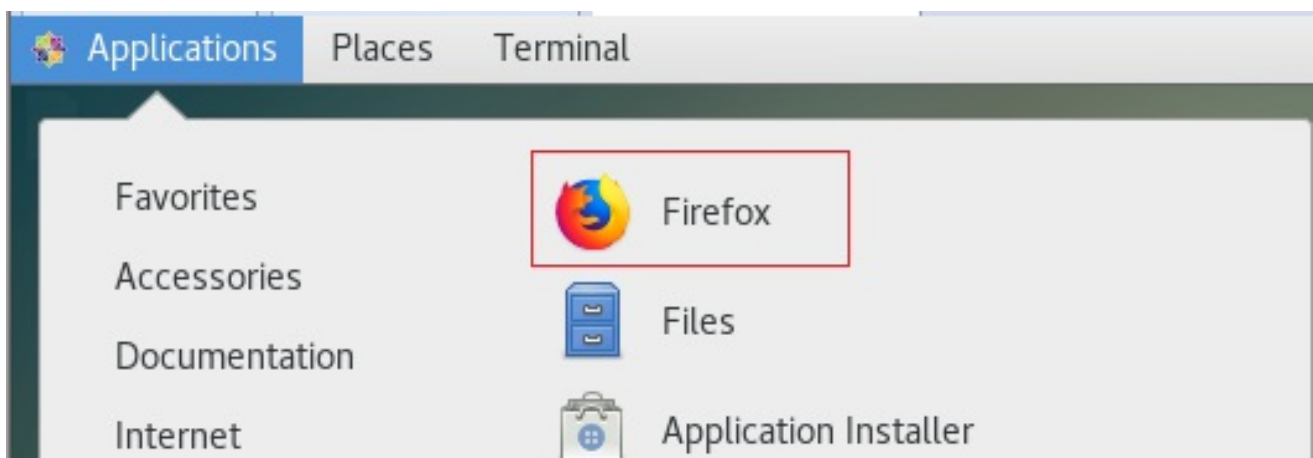 Applications Places Terminal
Favorites
Accessories
Documentation
Internet
Firefox
Files
Application Installer